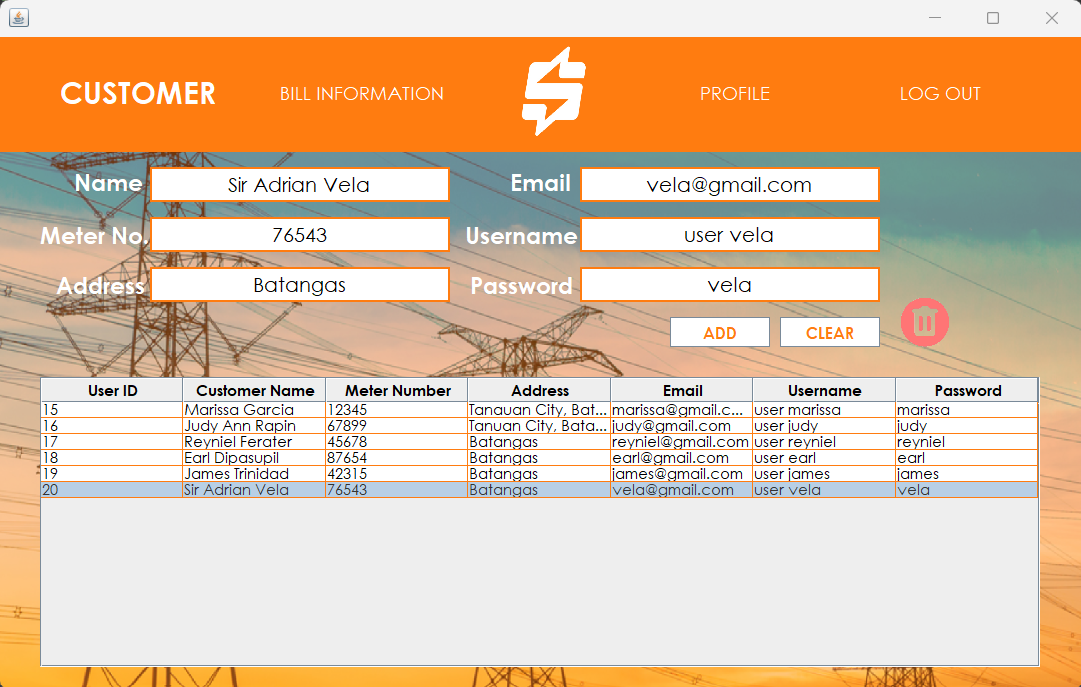 CUSTOMER BILL INFORMATION PROFILE LOG OUT
Name Sir Adrian Vela Email vela@gmail.com
Meter No. 76543 Username user vela
Address Batangas Password vela
ADD CLEAR
User ID Customer Name Meter Number Address Email Username Password
15 Marissa Garcia 12345 Tanauan City, Bat... marissa@gmail.c... user marissa marissa
16 Judy Ann Rapin 67899 Tanuan City, Bata... judy@gmail.com user judy judy
17 Reyniel Ferater 45678 Batangas reyniel@gmail.com user reyniel reyniel
18 Earl Dipasupil 87654 Batangas earl@gmail.com user earl earl
19 James Trinidad 42315 Batangas james@gmail.com user james james
20 Sir Adrian Vela 76543 Batangas vela@gmail.com user vela vela